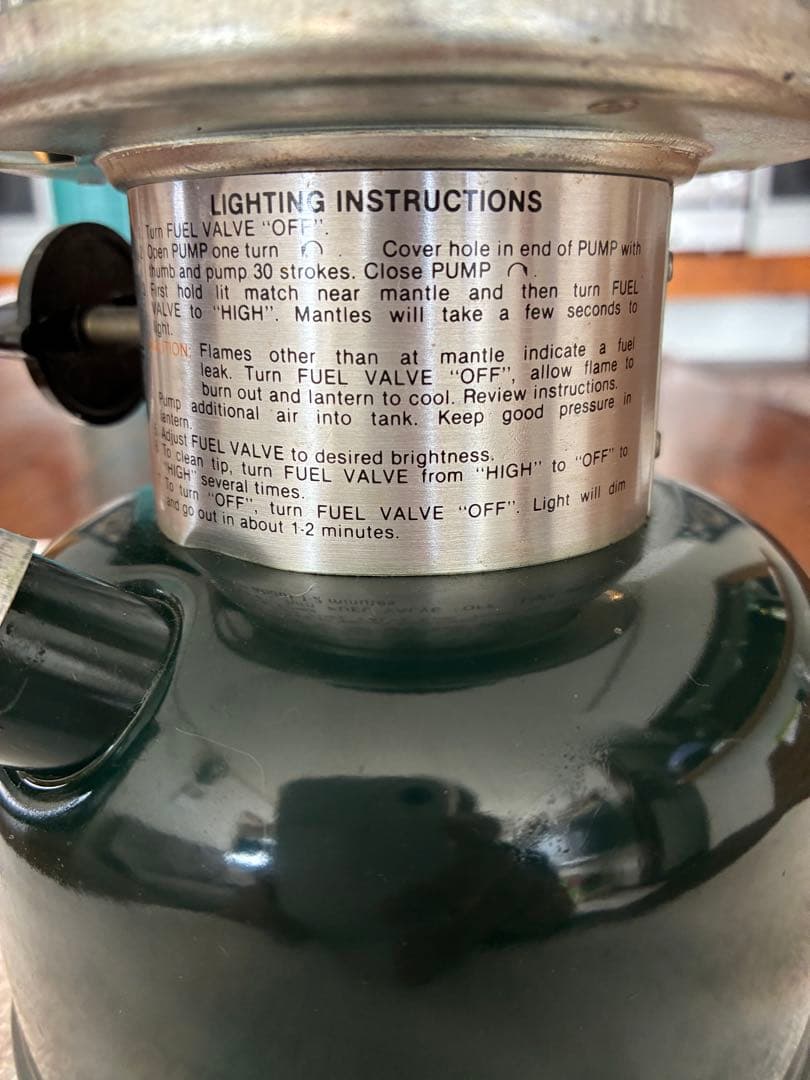 LIGHTING INSTRUCTIONS
Turn FUEL VALVE "OFF".
Open PUMP one turn . Cover hole in end of PUMP with
thumb and pump 30 strokes. Close PUMP .
First hold lit match near mantle and then turn FUEL
VALVE to "HIGH". Mantles will take a few seconds to
light.
Flames other than at mantle indicate a fuel
leak. Turn FUEL VALVE "OFF", allow flame to
burn out and lantern to cool. Review instructions.
Pump additional air into tank. Keep good pressure in
lantern.
Adjust FUEL VALVE to desired brightness.
To clean tip, turn FUEL VALVE from "HIGH" to "OFF" to
"HIGH" several times.
To turn "OFF", turn FUEL VALVE "OFF". Light will dim
and go out in about 1-2 minutes.